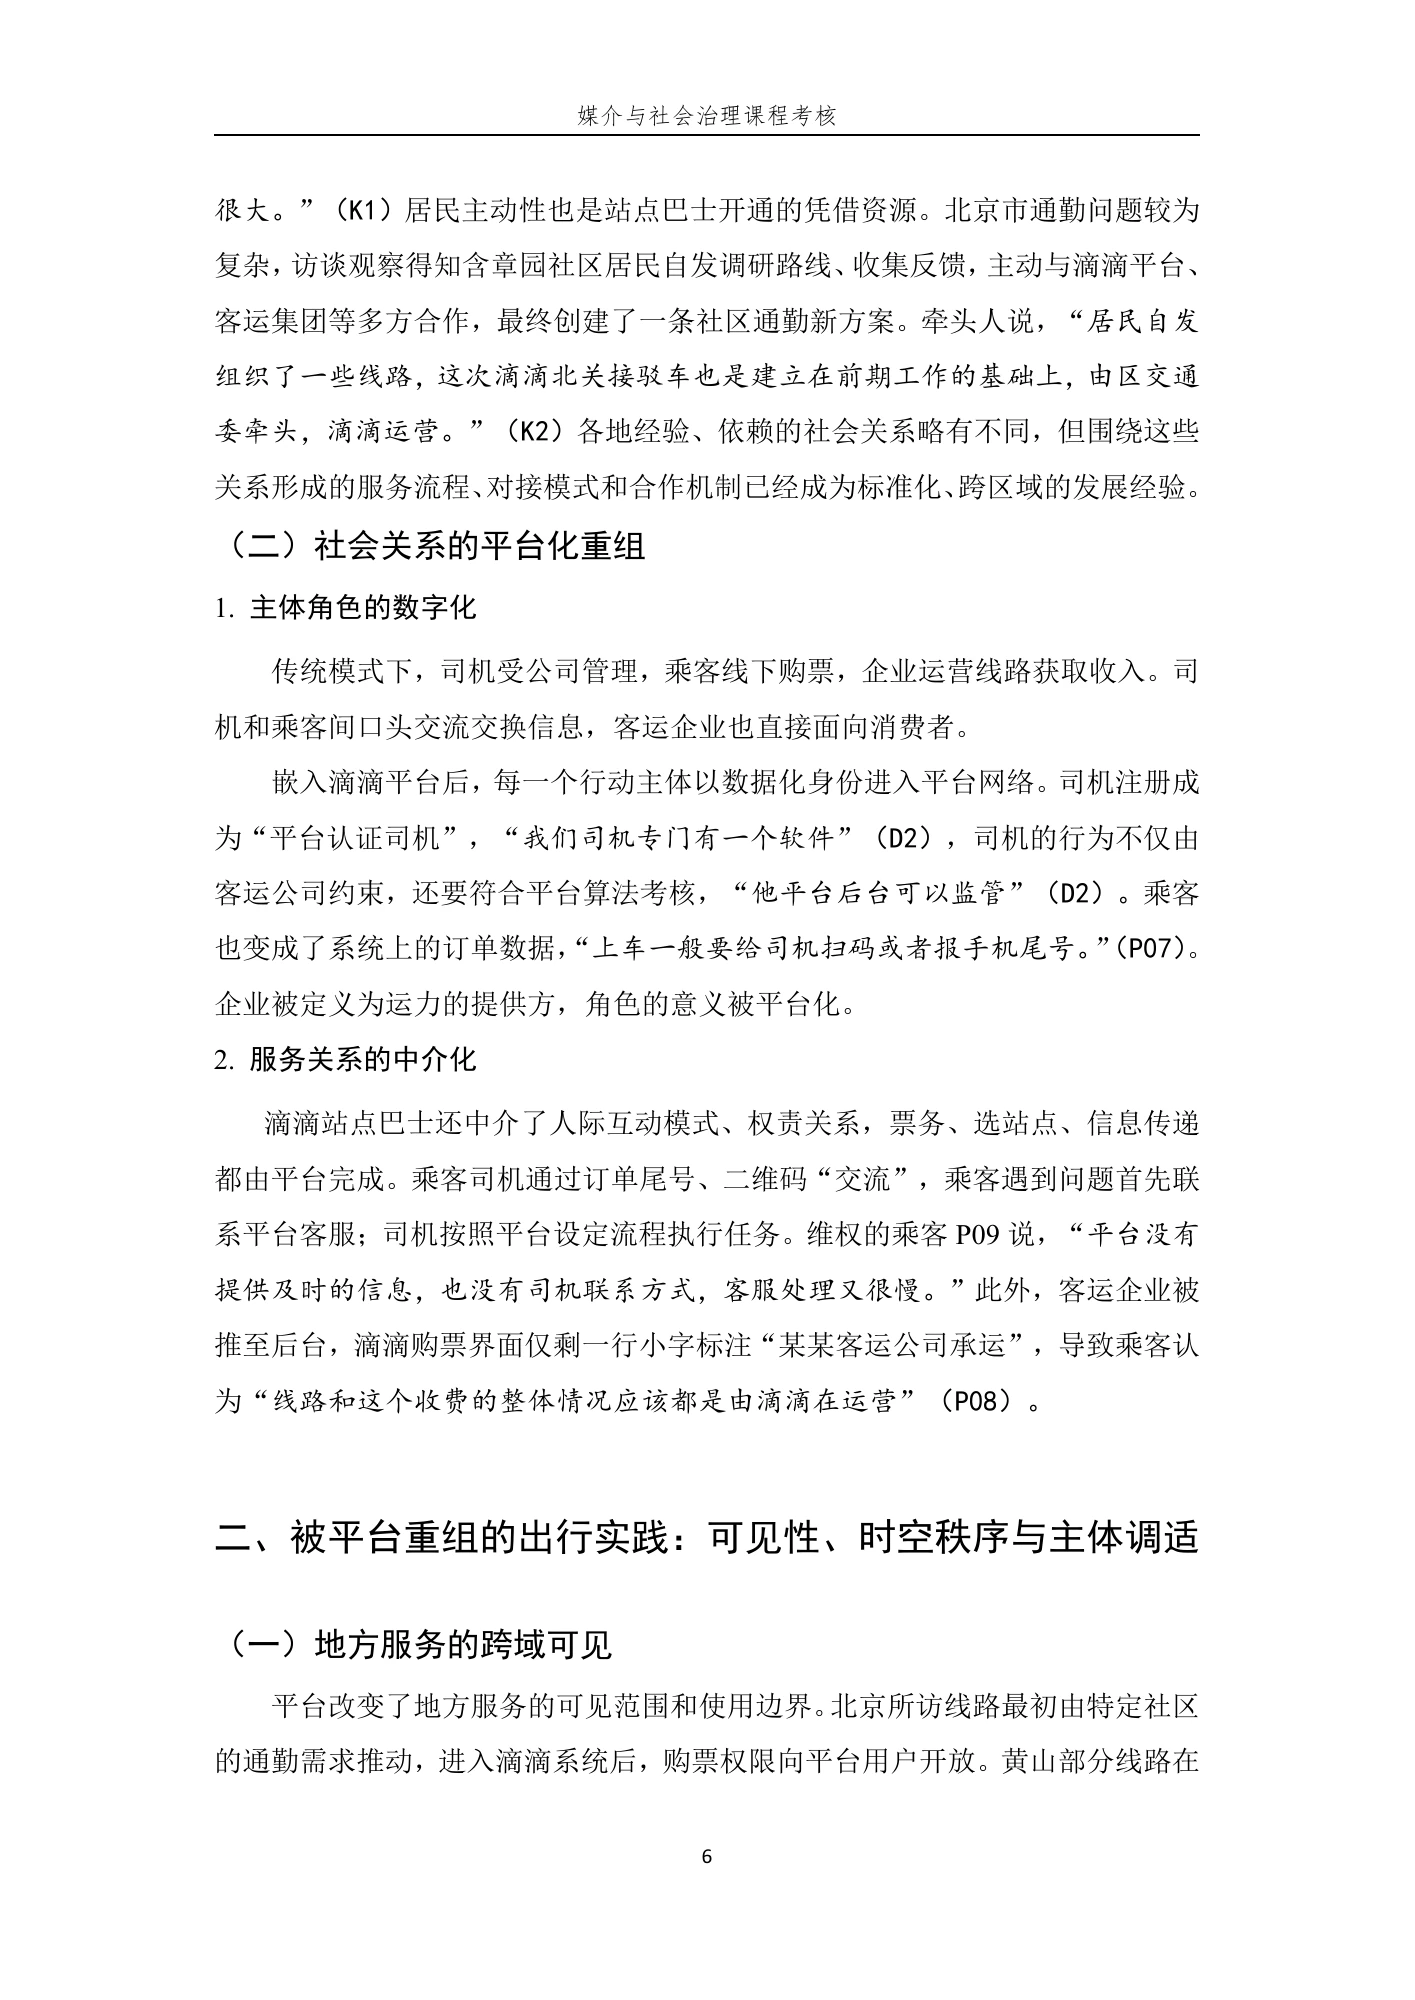 媒介与社会治理课程考核
很大。”（K1）居民主动性也是站点巴士开通的凭借资源。北京市通勤问题较为
复杂，访谈观察得知含章园社区居民自发调研路线、收集反馈，主动与滴滴平台、
客运集团等多方合作，最终创建了一条社区通勤新方案。牵头人说，“居民自发
组织了一些线路，这次滴滴北关接驳车也是建立在前期工作的基础上，由区交通
委牵头，滴滴运营。”（K2）各地经验、依赖的社会关系略有不同，但围绕这些
关系形成的服务流程、对接模式和合作机制已经成为标准化、跨区域的发展经验。
（二）社会关系的平台化重组
1. 主体角色的数字化
传统模式下，司机受公司管理，乘客线下购票，企业运营线路获取收入。司
机和乘客间口头交流交换信息，客运企业也直接面向消费者。
嵌入滴滴平台后，每一个行动主体以数据化身份进入平台网络。司机注册成
为“平台认证司机”，“我们司机专门有一个软件”（D2），司机的行为不仅由
客运公司约束，还要符合平台算法考核，“他平台后台可以监管”（D2）。乘客
也变成了系统上的订单数据，“上车一般要给司机扫码或者报手机尾号。”（P07）。
企业被定义为运力的提供方，角色的意义被平台化。
2. 服务关系的中介化
滴滴站点巴士还中介了人际互动模式、权责关系，票务、选站点、信息传递
都由平台完成。乘客司机通过订单尾号、二维码“交流”，乘客遇到问题首先联
系平台客服；司机按照平台设定流程执行任务。维权的乘客 P09 说，“平台没有
提供及时的信息，也没有司机联系方式，客服处理又很慢。”此外，客运企业被
推至后台，滴滴购票界面仅剩一行小字标注“某某客运公司承运”，导致乘客认
为“线路和这个收费的整体情况应该都是由滴滴在运营”（P08）。
二、被平台重组的出行实践：可见性、时空秩序与主体调适
（一）地方服务的跨域可见
平台改变了地方服务的可见范围和使用边界。北京所访线路最初由特定社区
的通勤需求推动，进入滴滴系统后，购票权限向平台用户开放。黄山部分线路在
6